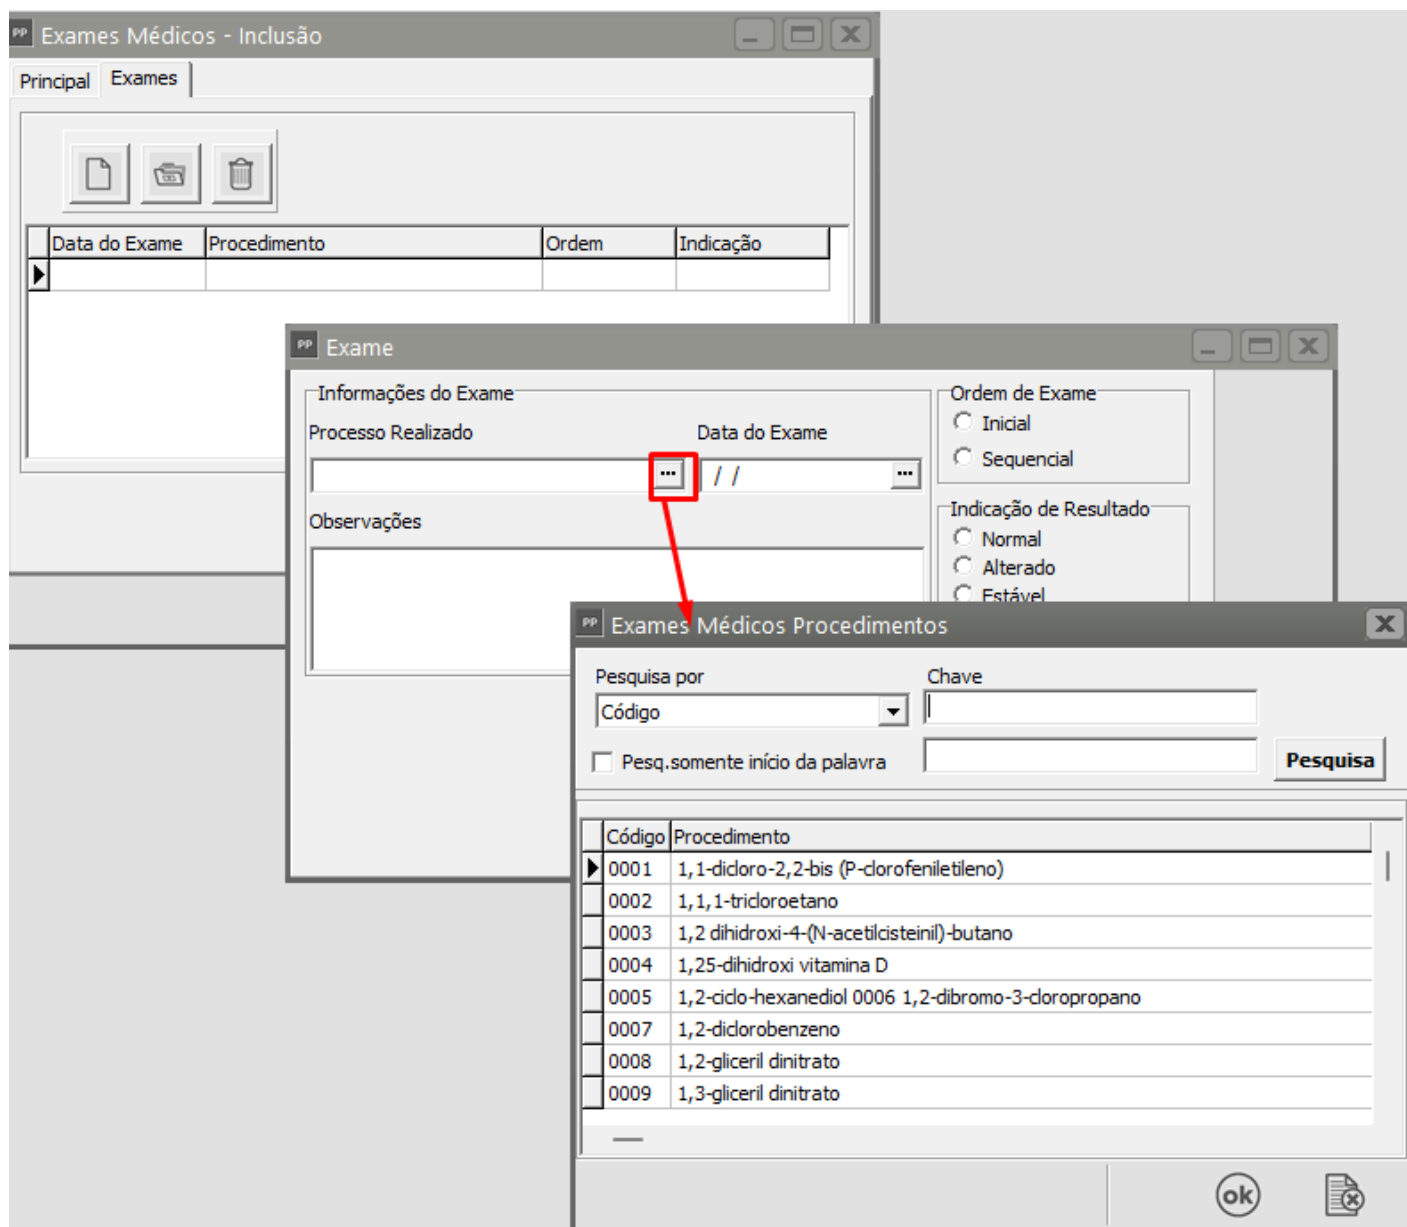 PP Exames Médicos - Inclusão
Principal Exames
Data do Exame Procedimento Ordem Indicação
PP Exame
Informações do Exame
Processo Realizado
Data do Exame
...
/ /
...
Observações
Ordem de Exame
Inicial
Sequencial
Indicação de Resultado
Normal
Alterado
Estável
PP Exames Médicos Procedimentos
Pesquisa por
Chave
Código
Pesq.somente início da palavra
Pesquisa
Código Procedimento
0001 1,1-dicloro-2,2-bis (P-clorofeniletileno)
0002 1,1,1-tricloroetano
0003 1,2 dihidroxi-4-(N-acetilcisteinil)-butano
0004 1,25-dihidroxi vitamina D
0005 1,2-ciclo-hexanediol 0006 1,2-dibromo-3-cloropropano
0007 1,2-diclorobenzeno
0008 1,2-gliceril dinitrato
0009 1,3-gliceril dinitrato
ok